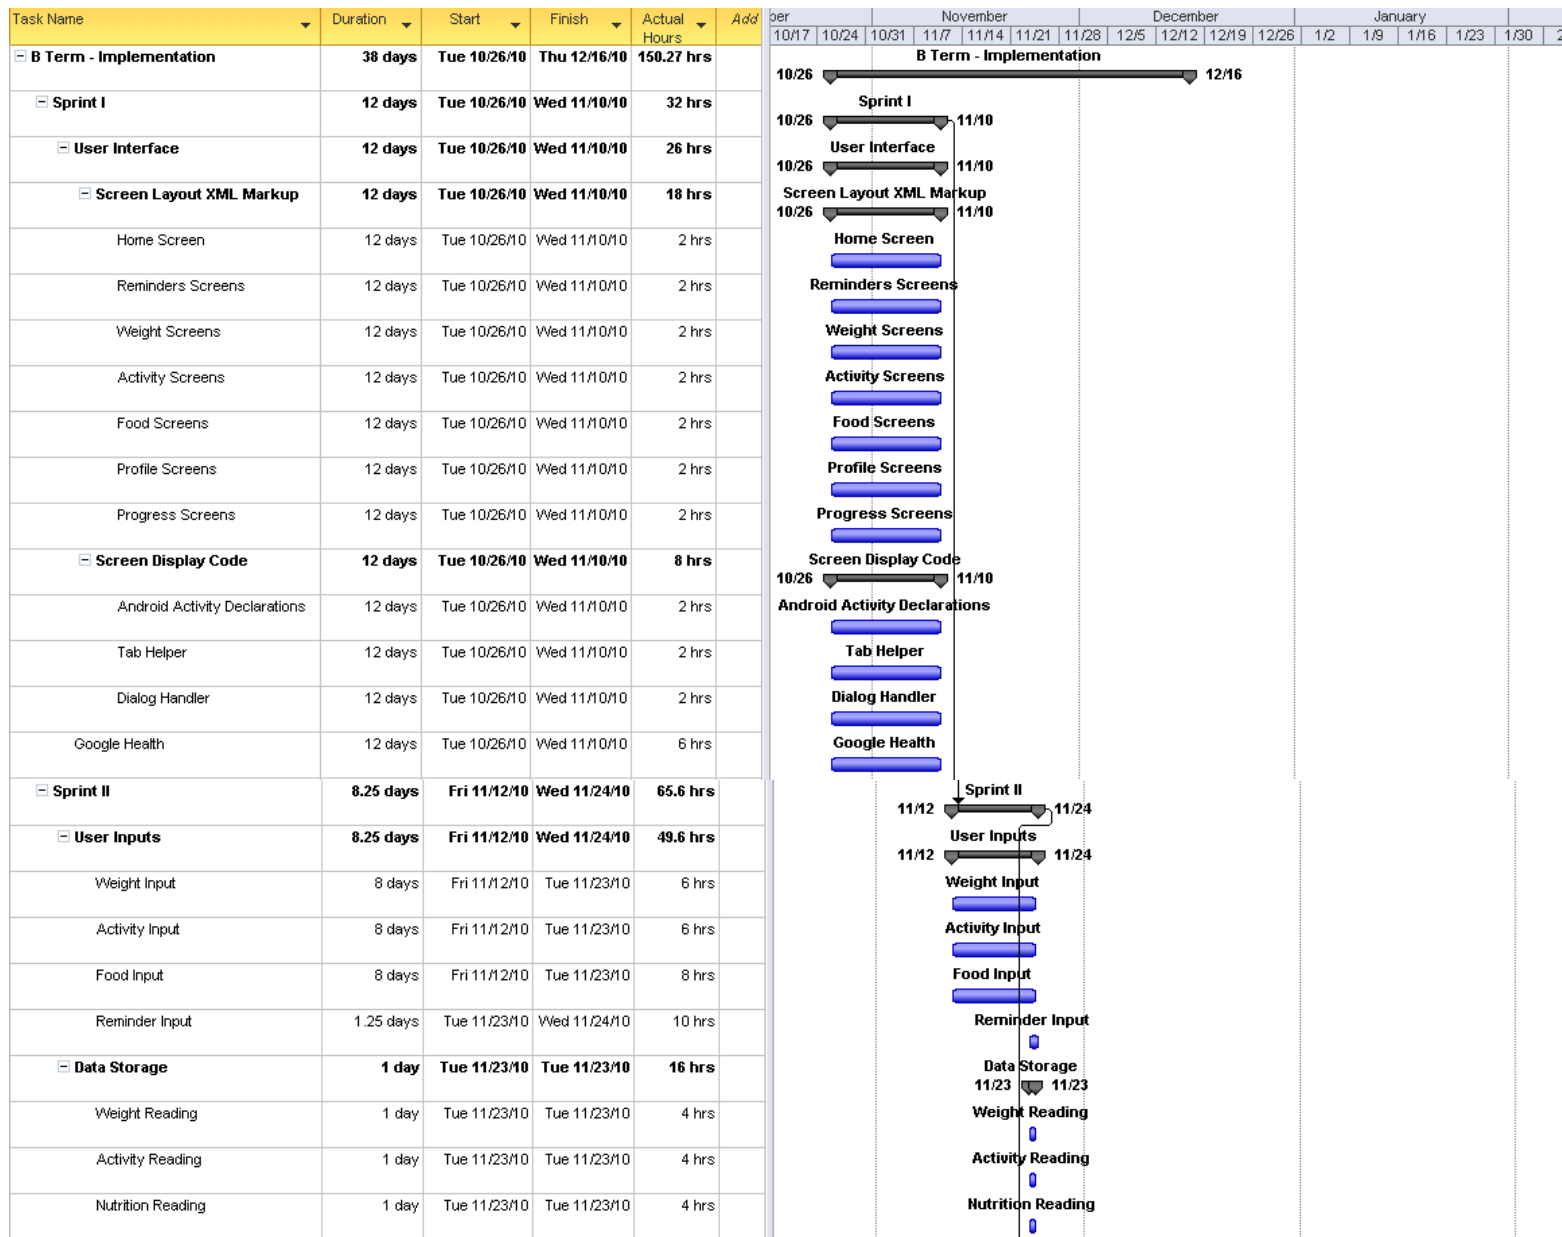 Task Name Duration Start Finish Actual Hours Add
ber November December January
10/17 10/24 10/31 11/7 11/14 11/21 11/28 12/5 12/12 12/19 12/26 1/2 1/9 1/16 1/23 1/30 2
B Term - Implementation 38 days Tue 10/26/10 Thu 12/16/10 150.27 hrs B Term - Implementation
10/26 12/16
Sprint I 12 days Tue 10/26/10 Wed 11/10/10 32 hrs Sprint I
10/26 11/10
User Interface 12 days Tue 10/26/10 Wed 11/10/10 26 hrs User Interface
10/26 11/10
Screen Layout XML Markup 12 days Tue 10/26/10 Wed 11/10/10 18 hrs Screen Layout XML Markup
10/26 11/10
Home Screen 12 days Tue 10/26/10 Wed 11/10/10 2 hrs Home Screen
Reminders Screens 12 days Tue 10/26/10 Wed 11/10/10 2 hrs Reminders Screens
Weight Screens 12 days Tue 10/26/10 Wed 11/10/10 2 hrs Weight Screens
Activity Screens 12 days Tue 10/26/10 Wed 11/10/10 2 hrs Activity Screens
Food Screens 12 days Tue 10/26/10 Wed 11/10/10 2 hrs Food Screens
Profile Screens 12 days Tue 10/26/10 Wed 11/10/10 2 hrs Profile Screens
Progress Screens 12 days Tue 10/26/10 Wed 11/10/10 2 hrs Progress Screens
Screen Display Code 12 days Tue 10/26/10 Wed 11/10/10 8 hrs Screen Display Code
10/26 11/10
Android Activity Declarations 12 days Tue 10/26/10 Wed 11/10/10 2 hrs Android Activity Declarations
Tab Helper 12 days Tue 10/26/10 Wed 11/10/10 2 hrs Tab Helper
Dialog Handler 12 days Tue 10/26/10 Wed 11/10/10 2 hrs Dialog Handler
Google Health 12 days Tue 10/26/10 Wed 11/10/10 6 hrs Google Health
Sprint II 8.25 days Fri 11/12/10 Wed 11/24/10 65.6 hrs Sprint II
11/12 11/24
User Inputs 8.25 days Fri 11/12/10 Wed 11/24/10 49.6 hrs User Inputs
11/12 11/24
Weight Input 8 days Fri 11/12/10 Tue 11/23/10 6 hrs Weight Input
Activity Input 8 days Fri 11/12/10 Tue 11/23/10 6 hrs Activity Input
Food Input 8 days Fri 11/12/10 Tue 11/23/10 8 hrs Food Input
Reminder Input 1.25 days Tue 11/23/10 Wed 11/24/10 10 hrs Reminder Input
Data Storage 1 day Tue 11/23/10 Tue 11/23/10 16 hrs Data Storage
11/23 11/23
Weight Reading 1 day Tue 11/23/10 Tue 11/23/10 4 hrs Weight Reading
Activity Reading 1 day Tue 11/23/10 Tue 11/23/10 4 hrs Activity Reading
Nutrition Reading 1 day Tue 11/23/10 Tue 11/23/10 4 hrs Nutrition Reading